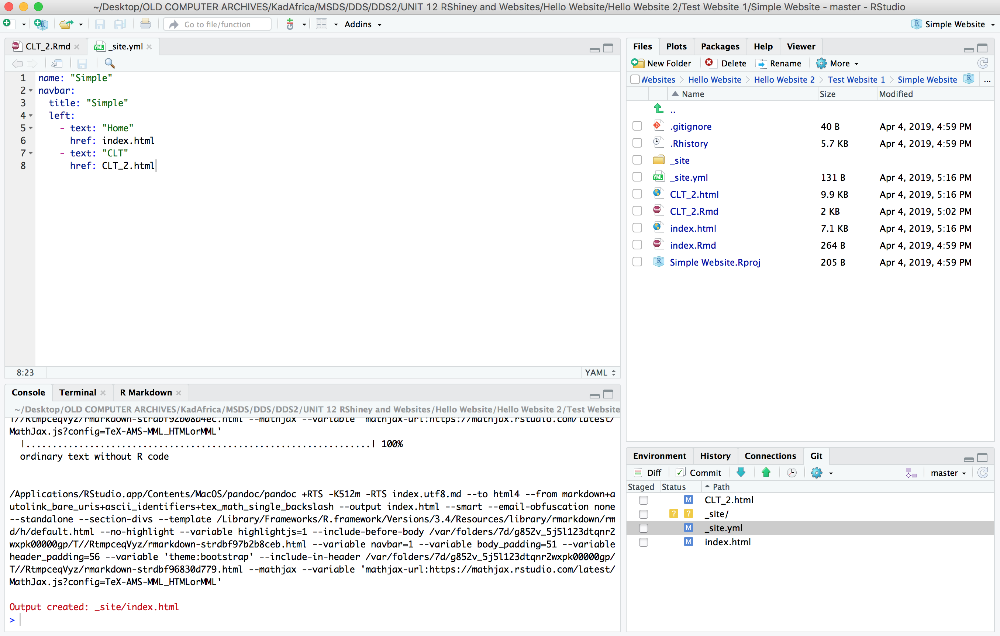 ~/Desktop/OLD COMPUTER ARCHIVES/KadAfrica/MSDS/DDS/DDS2/UNIT 12 RShiney and Websites/Hello Website/Hello Website 2/Test Website 1/Simple Website - master - RStudio
Go to file/function
Addins
Simple Website
CLT_2.Rmd
_site.yml
1 name: "Simple"
2 navbar:
3 title: "Simple"
4 left:
5 - text: "Home"
6 href: index.html
7 - text: "CLT"
8 href: CLT_2.html
8:23
YAML
Console
Terminal
R Markdown
~/Desktop/OLD COMPUTER ARCHIVES/KadAfrica/MSDS/DDS/DDS2/UNIT 12 RShiney and Websites/Hello Website/Hello Website 2/Test Website
T//RtmpceqVyz/rmarkdown-strdbf92b08d4ec.html --mathjax --variable 'mathjax-url:https://mathjax.rstudio.com/latest/
MathJax.js?config=TeX-AMS-MML_HTMLorMML'
|.................................................................| 100%
ordinary text without R code
/Applications/RStudio.app/Contents/MacOS/pandoc/pandoc +RTS -K512m -RTS index.utf8.md --to html4 --from markdown+a
utolink_bare_uris+ascii_identifiers+tex_math_single_backslash --output index.html --smart --email-obfuscation none
--standalone --section-divs --template /Library/Frameworks/R.framework/Versions/3.4/Resources/library/rmarkdown/rm
d/h/default.html --no-highlight --variable highlightjs=1 --include-before-body /var/folders/7d/g852v_5j5l123dtqnr2
wxpk00000gp/T//RtmpceqVyz/rmarkdown-strdbf97b2b8ceb.html --variable navbar=1 --variable body_padding=51 --variable
header_padding=56 --variable 'theme:bootstrap' --include-in-header /var/folders/7d/g852v_5j5l123dtqnr2wxpk00000gp/
T//RtmpceqVyz/rmarkdown-strdbf96830d779.html --mathjax --variable 'mathjax-url:https://mathjax.rstudio.com/latest/
MathJax.js?config=TeX-AMS-MML_HTMLorMML'
Output created: _site/index.html
>
Files Plots Packages Help Viewer
New Folder Delete Rename More
Websites > Hello Website > Hello Website 2 > Test Website 1 > Simple Website ...
Name Size Modified
..
.gitignore 40 B Apr 4, 2019, 4:59 PM
.Rhistory 5.7 KB Apr 4, 2019, 4:59 PM
_site
_site.yml 131 B Apr 4, 2019, 5:16 PM
CLT_2.html 9.9 KB Apr 4, 2019, 5:16 PM
CLT_2.Rmd 2 KB Apr 4, 2019, 5:02 PM
index.html 7.1 KB Apr 4, 2019, 5:16 PM
index.Rmd 264 B Apr 4, 2019, 4:59 PM
Simple Website.Rproj 205 B Apr 4, 2019, 4:59 PM
Environment History Connections Git
Diff Commit master
Staged Status Path
M CLT_2.html
? ? _site/
M _site.yml
M index.html